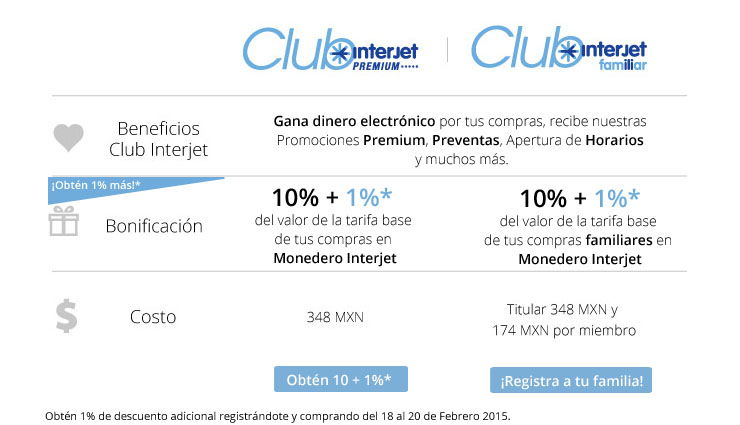 Club interjet
PREMIUM
Club interjet
familiar
Beneficios
Club Interjet
Gana dinero electrónico por tus compras, recibe nuestras
Promociones Premium, Preventas, Apertura de Horarios
y muchos más.
¡Obtén 1% más!*
Bonificación
10% + 1%*
del valor de la tarifa base
de tus compras en
Monedero Interjet
10% + 1%*
del valor de la tarifa base
de tus compras familiares en
Monedero Interjet
$
Costo
348 MXN
Titular 348 MXN y
174 MXN por miembro
Obtén 10 + 1%*
¡Registra a tu familia!
Obtén 1% de descuento adicional registrándote y comprando del 18 al 20 de Febrero 2015.